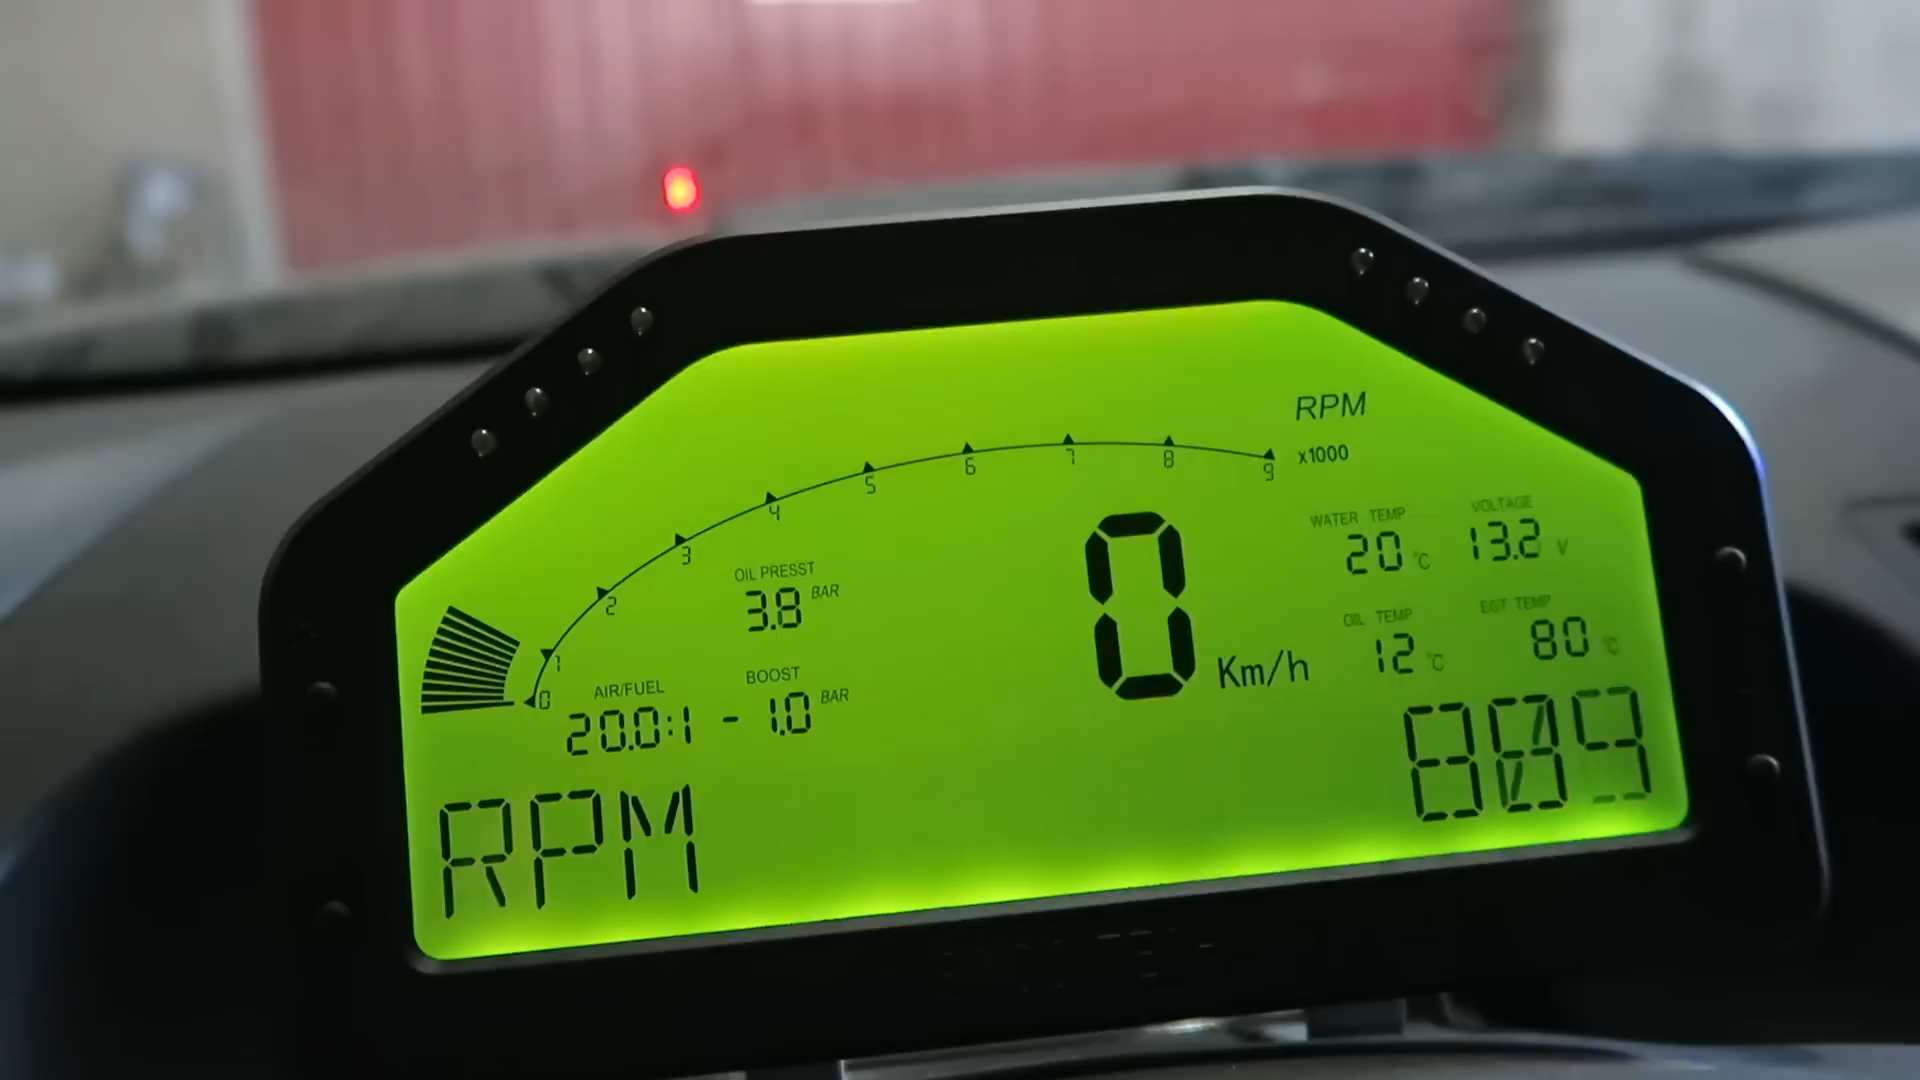 RPM
x1000
0 1 2 3 4 5 6 7 8 9
OIL PRESST
3.8 BAR
AIR/FUEL
20.0:1
BOOST
- 1.0 BAR
0 Km/h
WATER TEMP
20 °C
VOLTAGE
13.2 V
OIL TEMP
12 °C
EGT TEMP
80 °C
RPM